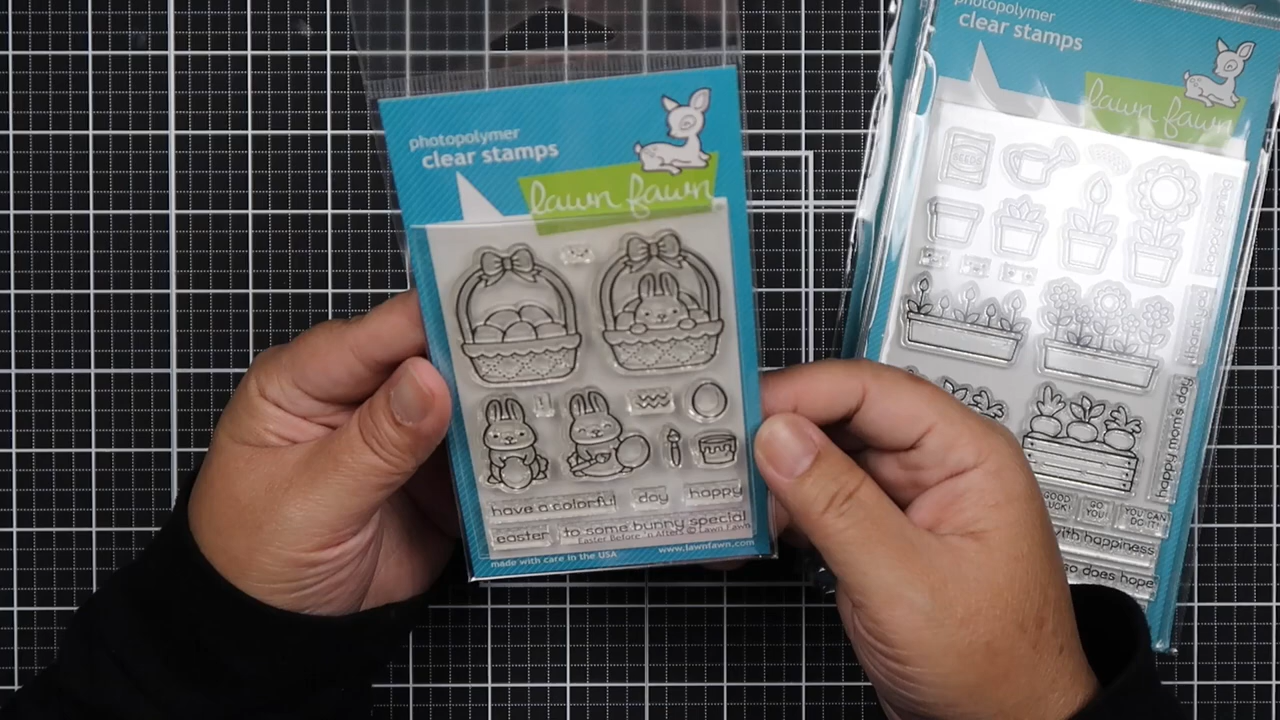 photopolymer
clear stamps
lawn fawn
have a colorful
day
happy
easter
to some bunny special
Easter Before 'n Afters © Lawn Fawn
made with care in the USA
www.lawnfawn.com
photopolymer
clear stamps
lawn fawn
SEEDS
happy mom's day
GOOD
LUCK!
GO
YOU!
YOU CAN
DO IT!
with happiness
so does hope